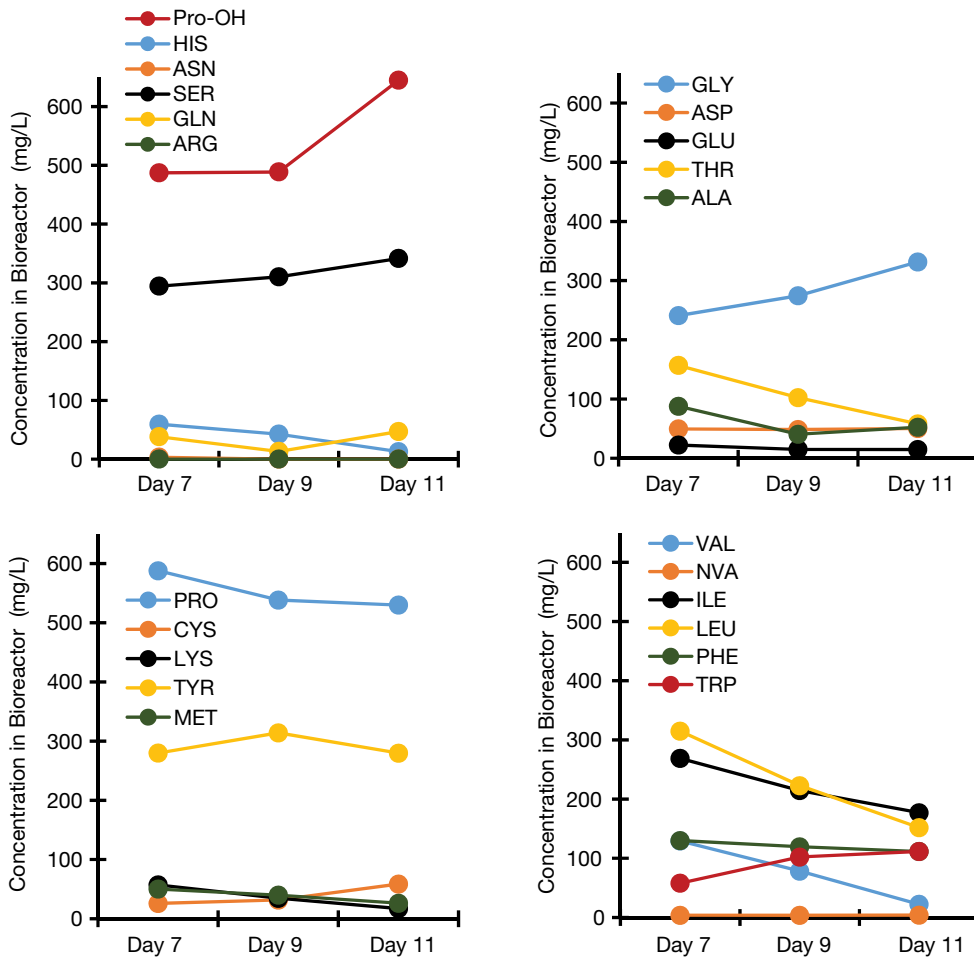 Pro-OH
HIS
ASN
SER
GLN
ARG
Concentration in Bioreactor (mg/L)
600
500
400
300
200
100
0
Day 7
Day 9
Day 11
GLY
ASP
GLU
THR
ALA
Concentration in Bioreactor (mg/L)
600
500
400
300
200
100
0
Day 7
Day 9
Day 11
PRO
CYS
LYS
TYR
MET
Concentration in Bioreactor (mg/L)
600
500
400
300
200
100
0
Day 7
Day 9
Day 11
VAL
NVA
ILE
LEU
PHE
TRP
Concentration in Bioreactor (mg/L)
600
500
400
300
200
100
0
Day 7
Day 9
Day 11